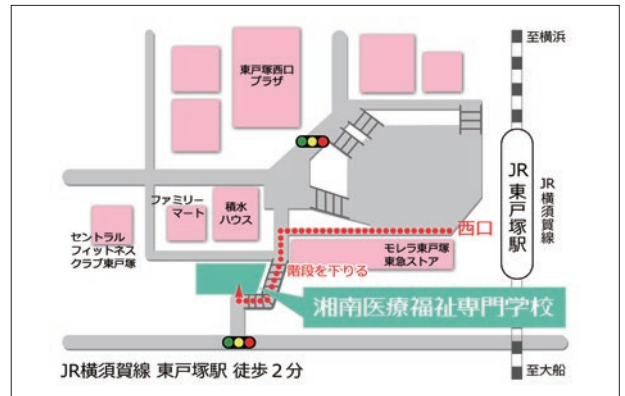 至横浜
東戸塚西口
プラザ
JR東戸塚駅
JR横須賀線
ファミリー
マート
積水
ハウス
西口
セントラル
フィットネス
クラブ東戸塚
モレラ東戸塚
東急ストア
階段を下りる
湘南医療福祉専門学校
JR横須賀線 東戸塚駅 徒歩2分
至大船